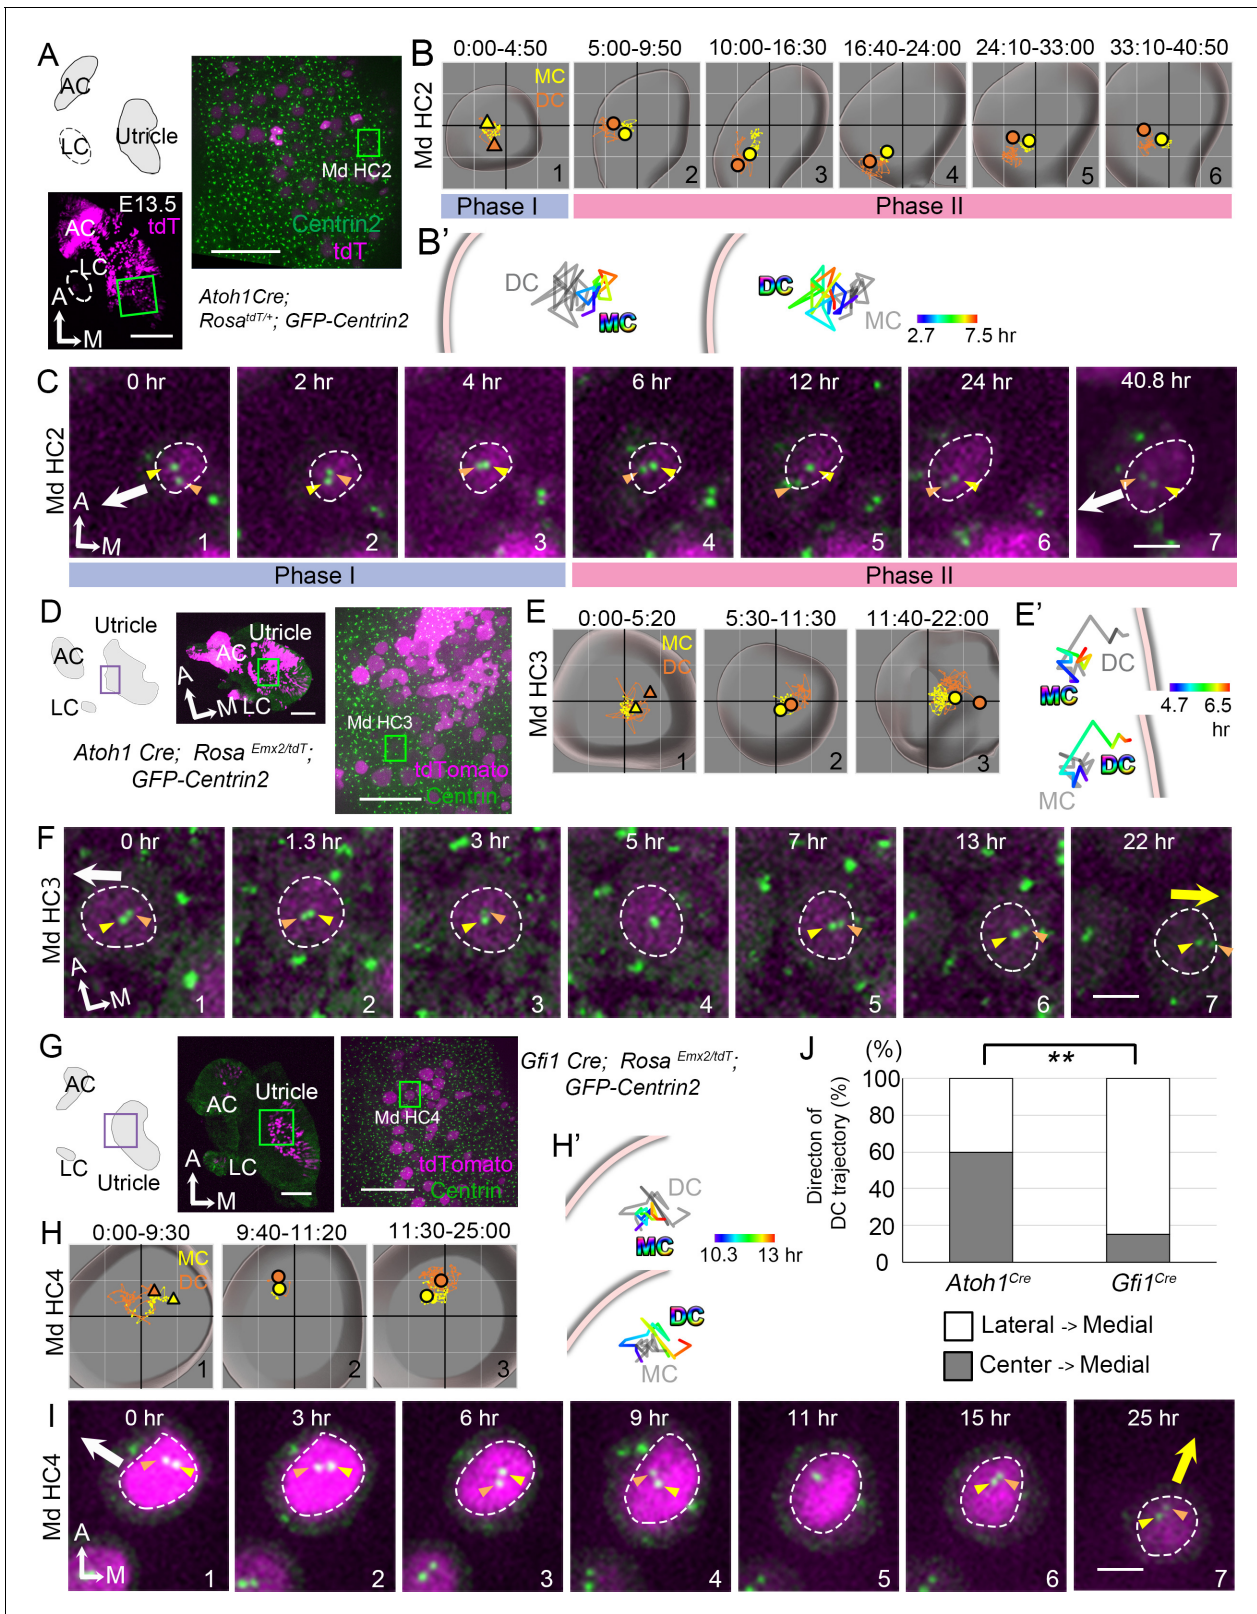 A
AC
LC
Utricle
E13.5
tdT
AC
LC
A
M
Md HC2
Centrin2
tdT
Atoh1Cre;
Rosa^tdT/+; GFP-Centrin2
B
0:00-4:50 5:00-9:50 10:00-16:30 16:40-24:00 24:10-33:00 33:10-40:50
Md HC2
MC
DC
1 2 3 4 5 6
Phase I Phase II
B'
DC
MC
DC
MC
2.7 7.5 hr
C
0 hr 2 hr 4 hr 6 hr 12 hr 24 hr 40.8 hr
Md HC2
A
M
1 2 3 4 5 6 7
Phase I Phase II
D
Utricle
AC
LC
Utricle
AC
A
M
LC
Md HC3
tdTomato
Centrin
Atoh1 Cre; Rosa ^Emx2/tdT;
GFP-Centrin2
E
0:00-5:20 5:30-11:30 11:40-22:00
Md HC3
MC
DC
1 2 3
E'
DC
MC
4.7 6.5
hr
DC
MC
F
0 hr 1.3 hr 3 hr 5 hr 7 hr 13 hr 22 hr
Md HC3
A
M
1 2 3 4 5 6 7
G
AC
LC
Utricle
AC
A
LC
M
Md HC4
tdTomato
Centrin
Gfi1 Cre; Rosa ^Emx2/tdT;
GFP-Centrin2
H
0:00-9:30 9:40-11:20 11:30-25:00
Md HC4
MC
DC
1 2 3
H'
DC
MC
10.3 13 hr
DC
MC
J
(%)
**
Directon of
DC trajectory (%)
100
80
60
40
20
0
Atoh1^Cre Gfi1^Cre
Lateral -> Medial
Center -> Medial
I
0 hr 3 hr 6 hr 9 hr 11 hr 15 hr 25 hr
Md HC4
A
M
1 2 3 4 5 6 7